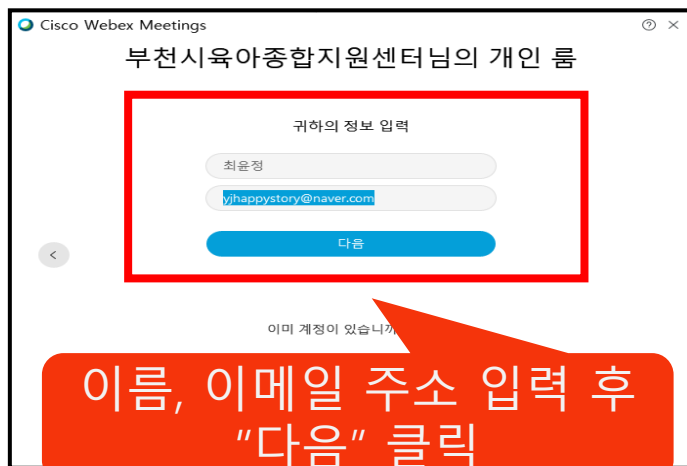 Cisco Webex Meetings
부천시육아종합지원센터님의 개인 룸
귀하의 정보 입력
최윤정
yjhappystory@naver.com
다음
이미 계정이 있습니까
이름, 이메일 주소 입력 후
“다음” 클릭